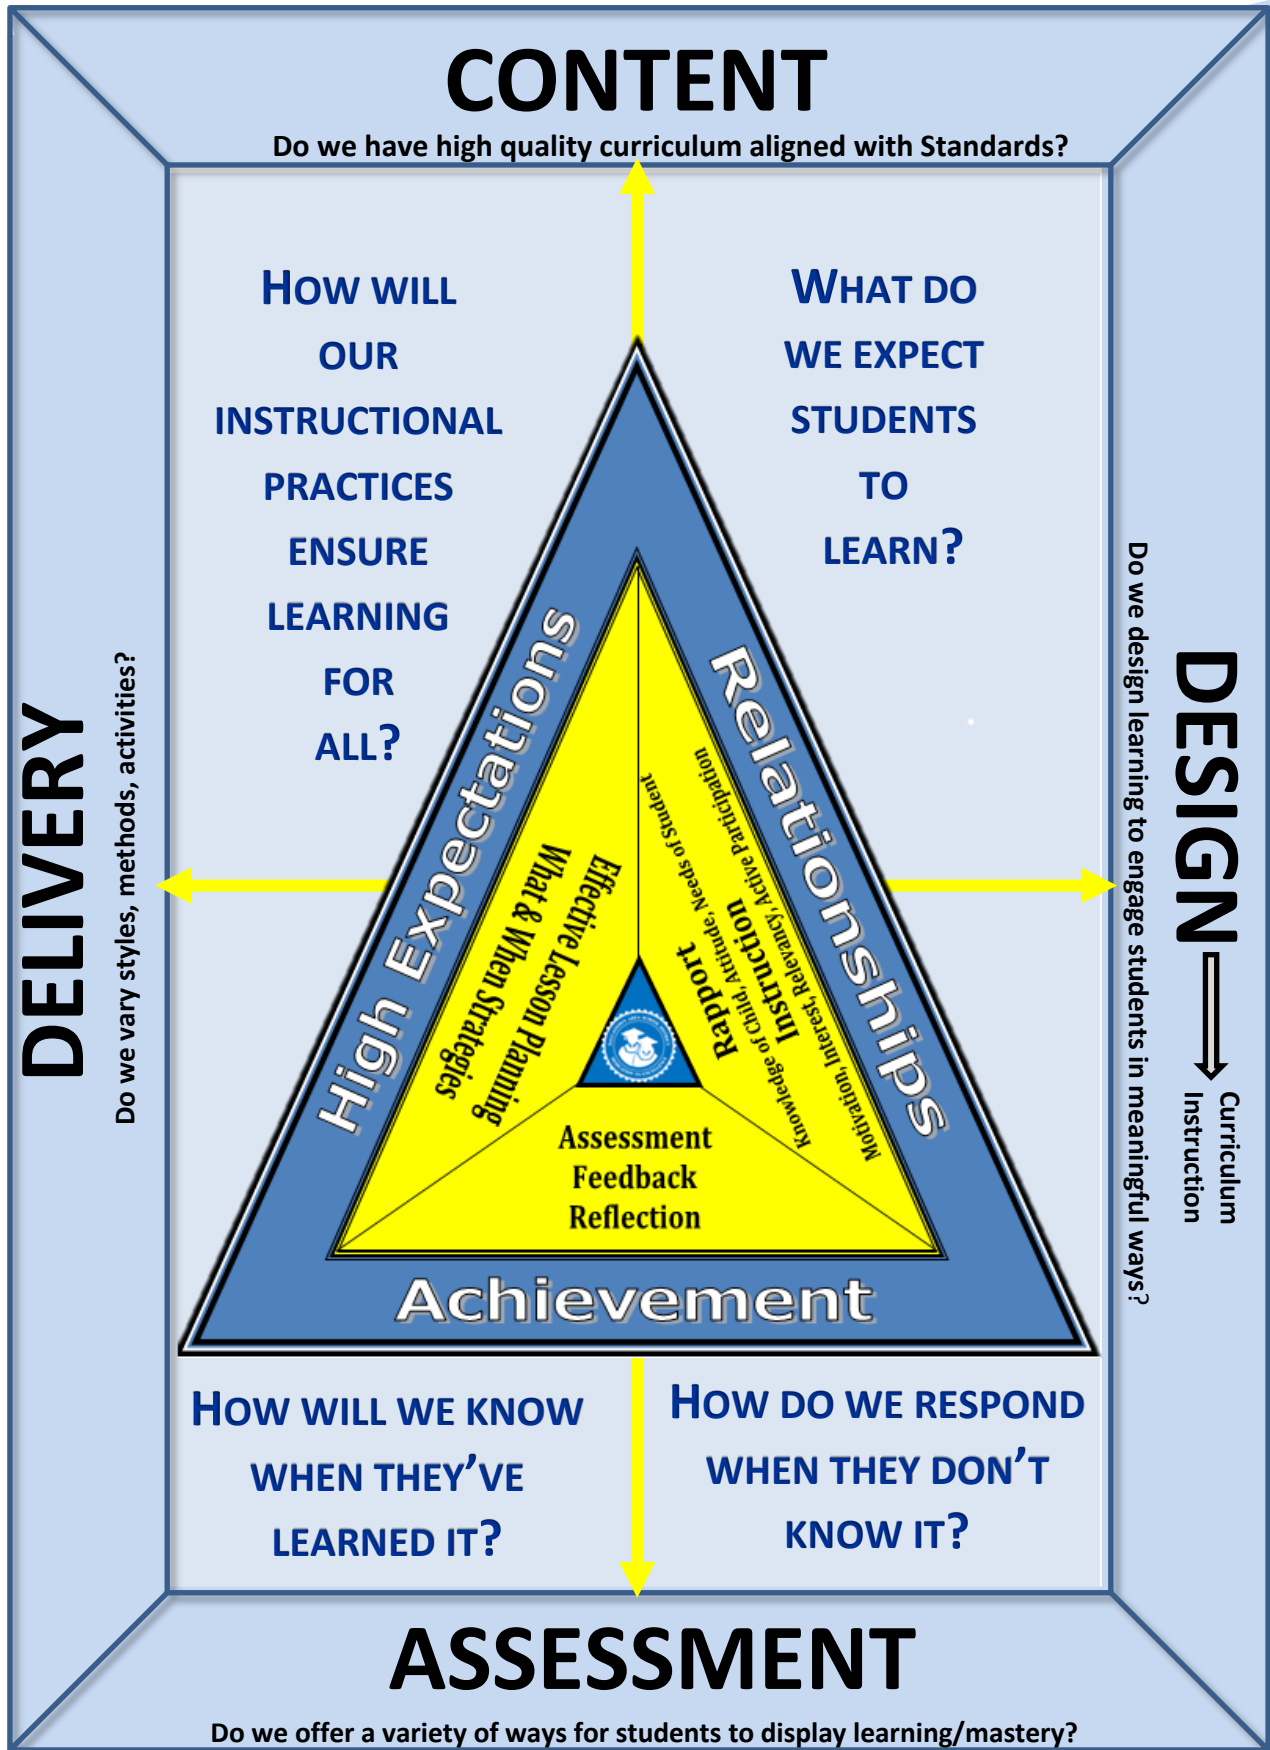 CONTENT
Do we have high quality curriculum aligned with Standards?
HOW WILL
OUR
INSTRUCTIONAL
PRACTICES
ENSURE
LEARNING
FOR
ALL?
WHAT DO
WE EXPECT
STUDENTS
TO
LEARN?
DELIVERY
Do we vary styles, methods, activities?
High Expectations
What & When Strategies
Effective Lesson Planning
Relationships
Rapport
Knowledge of Child, Attitude, Needs of Student
Instruction
Motivation, Interest, Relevancy, Active Participation
Assessment
Feedback
Reflection
Achievement
DESIGN
Curriculum
Instruction
Do we design learning to engage students in meaningful ways?
HOW WILL WE KNOW
WHEN THEY'VE
LEARNED IT?
HOW DO WE RESPOND
WHEN THEY DON'T
KNOW IT?
ASSESSMENT
Do we offer a variety of ways for students to display learning/mastery?